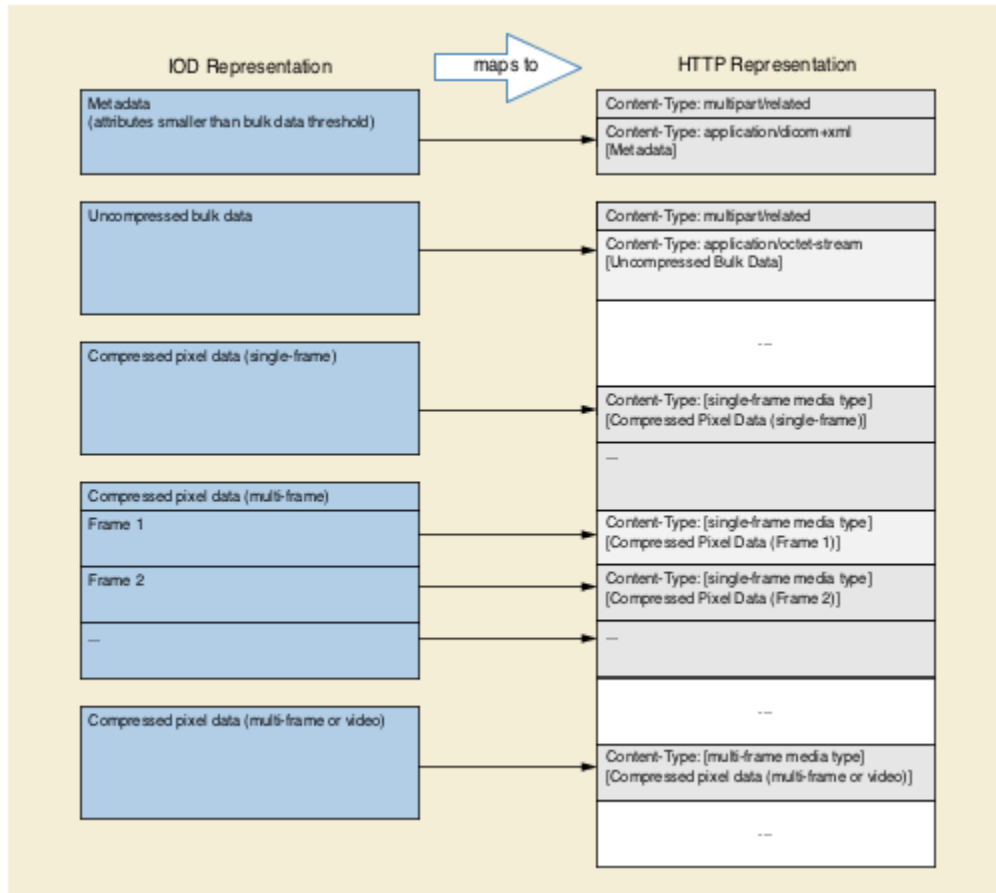 IOD Representation
maps to
HTTP Representation
Metadata
(attributes smaller than bulk data threshold)
Content-Type: multipart/related
Content-Type: application/dicom+xml
[Metadata]
Uncompressed bulk data
Content-Type: multipart/related
Content-Type: application/octet-stream
[Uncompressed Bulk Data]
...
Compressed pixel data (single-frame)
Content-Type: [single-frame media type]
[Compressed Pixel Data (single-frame)]
...
Compressed pixel data (multi-frame)
Frame 1
Content-Type: [single-frame media type]
[Compressed Pixel Data (Frame 1)]
Frame 2
Content-Type: [single-frame media type]
[Compressed Pixel Data (Frame 2)]
...
...
...
Compressed pixel data (multi-frame or video)
Content-Type: [multi-frame media type]
[Compressed pixel data (multi-frame or video)]
...